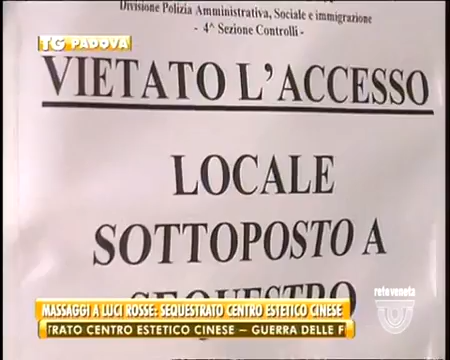 Divisione Polizia Amministrativa, Sociale e immigrazione
- 4^ Sezione Controlli -
TG PADOVA
VIETATO L'ACCESSO
LOCALE
SOTTOPOSTO A
SEQUESTRO
MASSAGGI A LUCI ROSSE: SEQUESTRATO CENTRO ESTETICO CINESE
reteveneta
TRATO CENTRO ESTETICO CINESE – GUERRA DELLE F